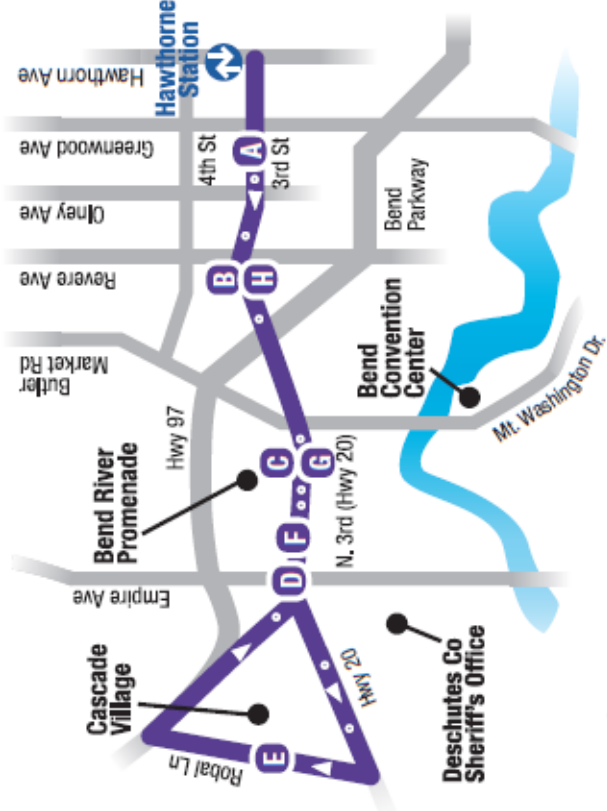 Hawthorn Ave
Hawthorne
Station
Greenwood Ave
4th St
A
3rd St
Olney Ave
Bend
Parkway
Revere Ave
B
H
Butler
Market Rd
Hwy 97
Bend
Convention
Center
Mt. Washington Dr.
Bend River
Promenade
C
G
N. 3rd (Hwy 20)
F
D
Empire Ave
Cascade
Village
Hwy 20
Deschutes Co
Sheriff's Office
E
Robal Ln